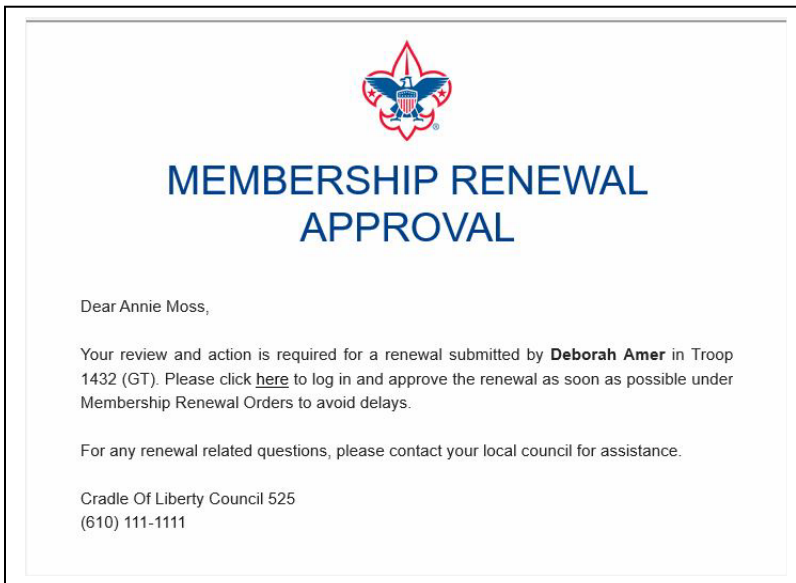 MEMBERSHIP RENEWAL
APPROVAL
Dear Annie Moss,
Your review and action is required for a renewal submitted by Deborah Amer in Troop
1432 (GT). Please click here to log in and approve the renewal as soon as possible under
Membership Renewal Orders to avoid delays.
For any renewal related questions, please contact your local council for assistance.
Cradle Of Liberty Council 525
(610) 111-1111